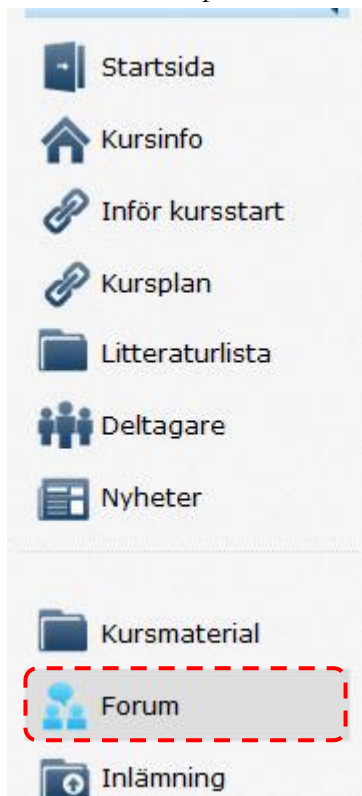 Startsida
Kursinfo
Inför kursstart
Kursplan
Litteraturlista
Deltagare
Nyheter
Kursmaterial
Forum
Inlämning